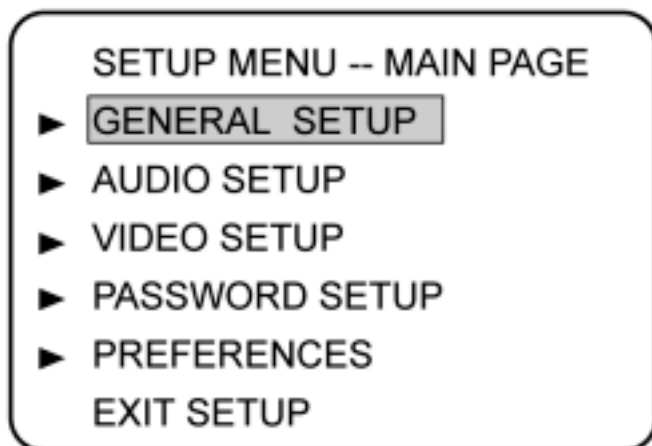 SETUP MENU -- MAIN PAGE
GENERAL SETUP
AUDIO SETUP
VIDEO SETUP
PASSWORD SETUP
PREFERENCES
EXIT SETUP